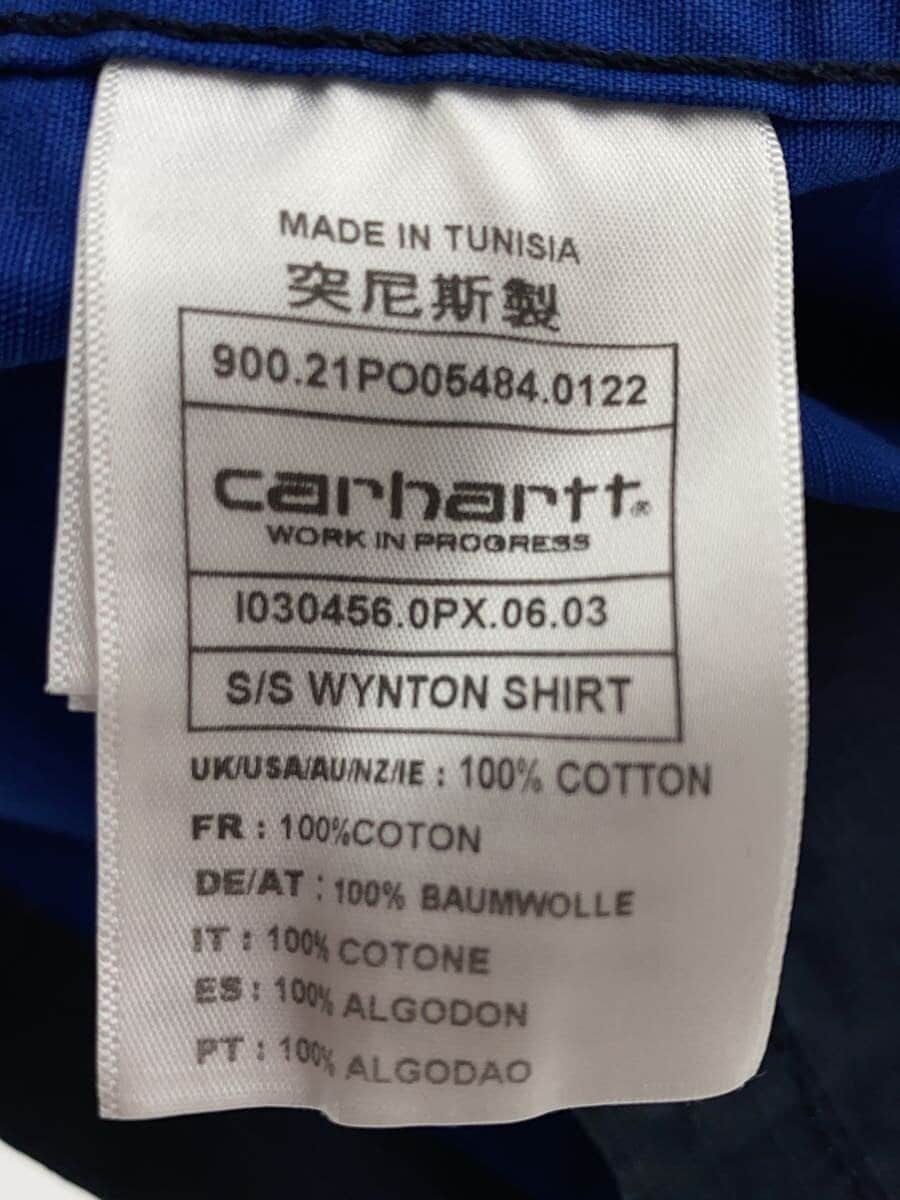 MADE IN TUNISIA
突尼斯製
900.21PO05484.0122
carhartt®
WORK IN PROGRESS
I030456.0PX.06.03
S/S WYNTON SHIRT
UK/USA/AU/NZ/IE : 100% COTTON
FR : 100%COTON
DE/AT : 100% BAUMWOLLE
IT : 100% COTONE
ES : 100% ALGODON
PT : 100% ALGODAO